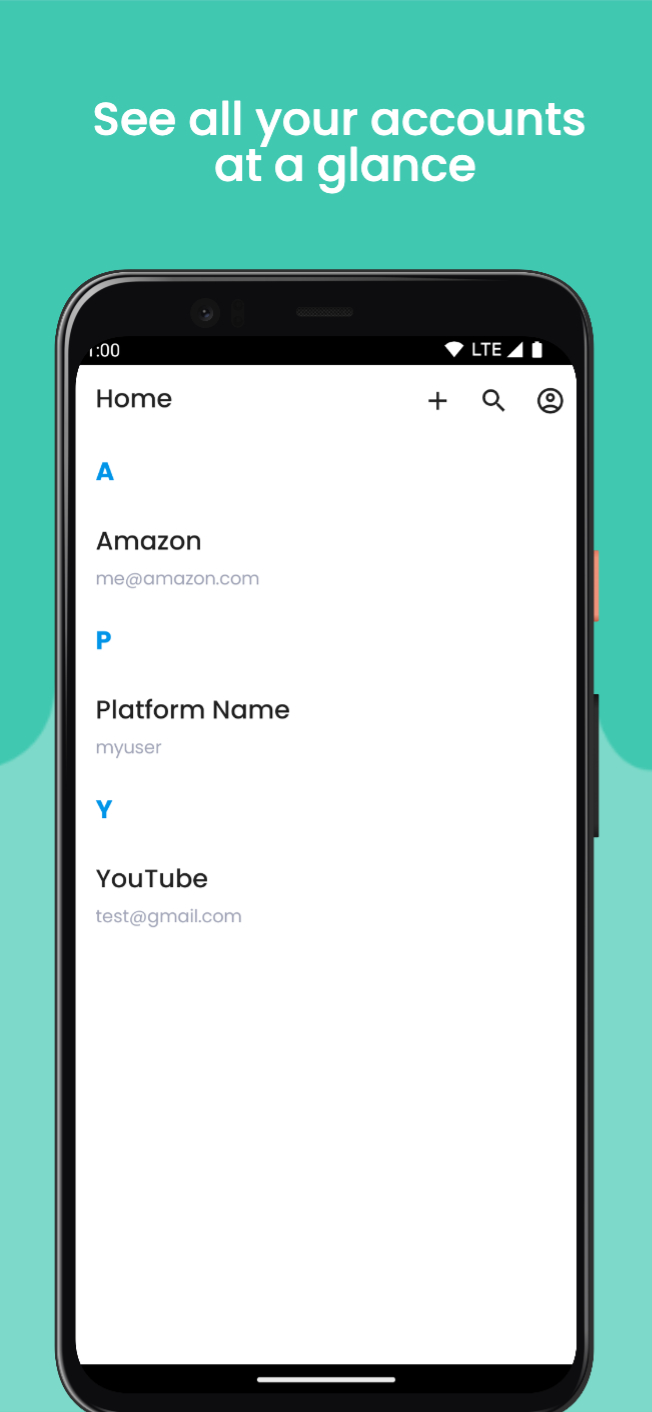 See all your accounts
at a glance
1:00 LTE
Home
A
Amazon
me@amazon.com
P
Platform Name
myuser
Y
YouTube
test@gmail.com